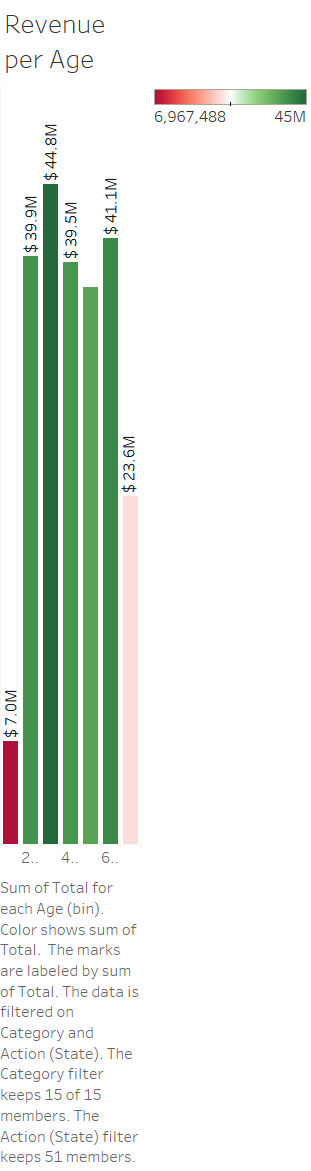 Revenue
per Age
6,967,488 45M
$ 7.0M
$ 39.9M
$ 44.8M
$ 39.5M
$ 41.1M
$ 23.6M
2.. 4.. 6..
Sum of Total for
each Age (bin).
Color shows sum of
Total.  The marks
are labeled by sum
of Total. The data is
filtered on
Category and
Action (State). The
Category filter
keeps 15 of 15
members. The
Action (State) filter
keeps 51 members.